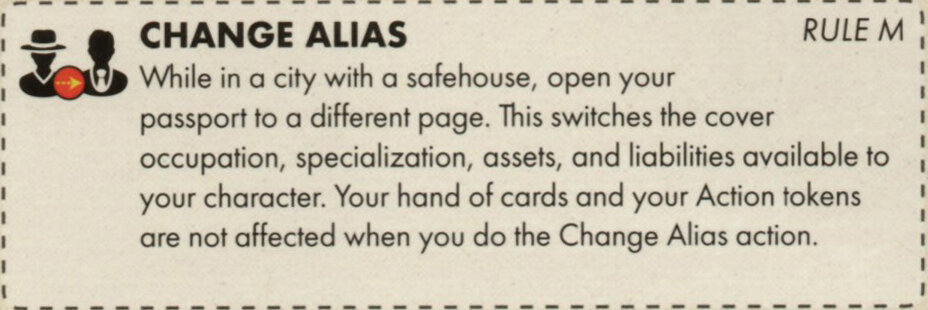 CHANGE ALIAS
RULE M
While in a city with a safehouse, open your
passport to a different page. This switches the cover
occupation, specialization, assets, and liabilities available to
your character. Your hand of cards and your Action tokens
are not affected when you do the Change Alias action.